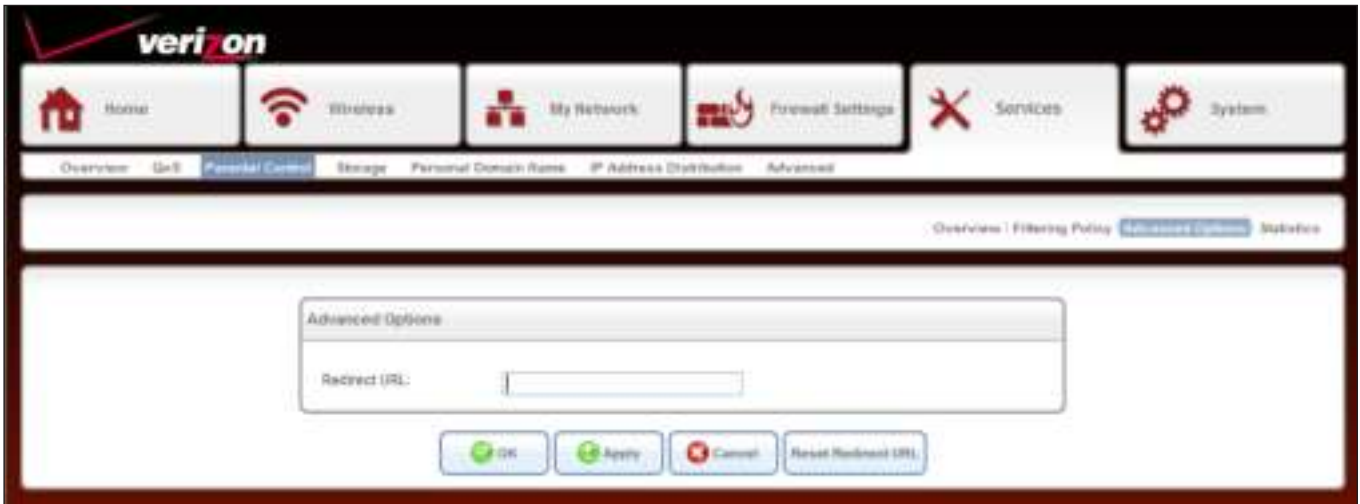 verizon
Home Wireless My Network Firewall Settings Services System
Overview QoS Parental Control Storage Personal Domain Name IP Address Distribution Advanced
Overview | Filtering Policy Advanced Options Statistics
Advanced Options
Redirect URL:
OK Apply Cancel Reset Redirect URL